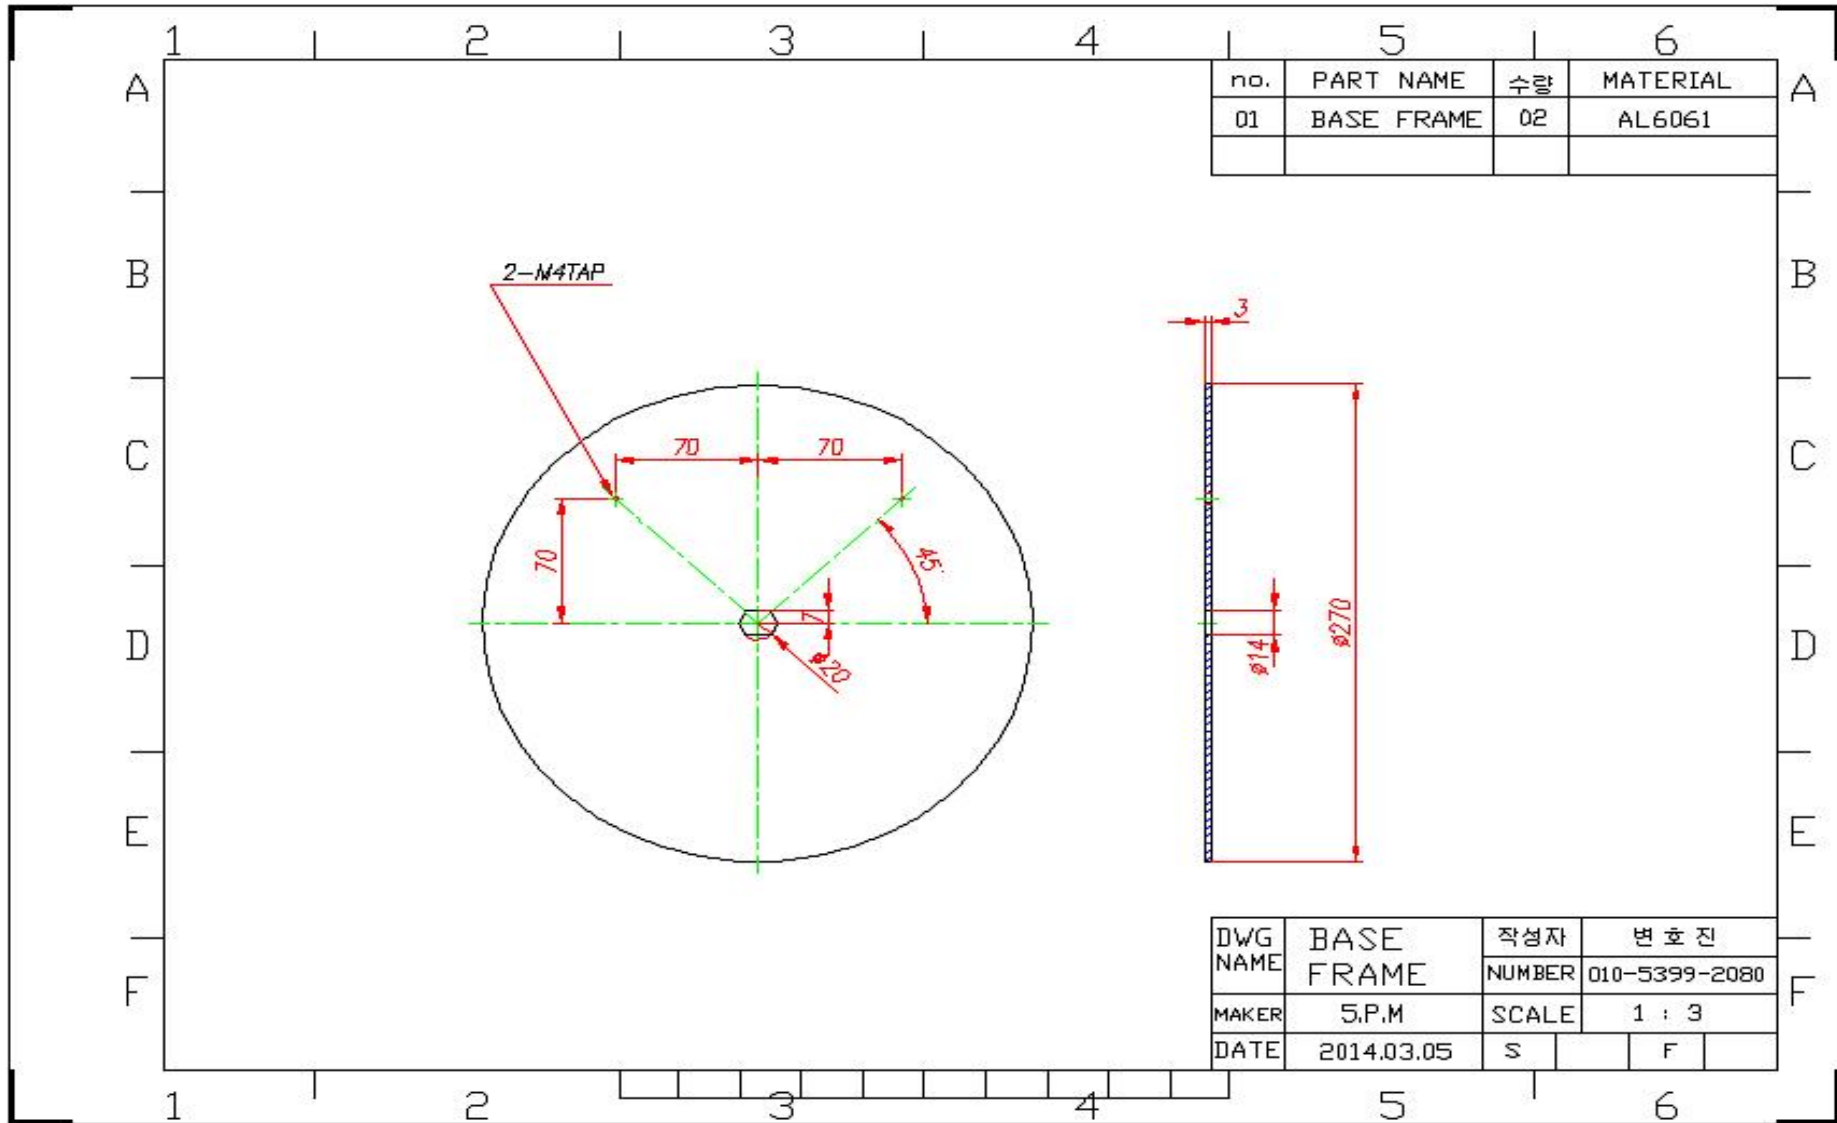 1 2 3 4 5 6
A A
no. PART NAME 수량 MATERIAL
01 BASE FRAME 02 AL6061
B B
2-M4TAP
3
C C
70 70
70
45°
7
ø20
ø14
ø270
D D
E E
DWG NAME BASE FRAME 작성자 변 호 진
NUMBER 010-5399-2080
F F
MAKER S.P.M SCALE 1 : 3
DATE 2014.03.05 S F
1 2 3 4 5 6